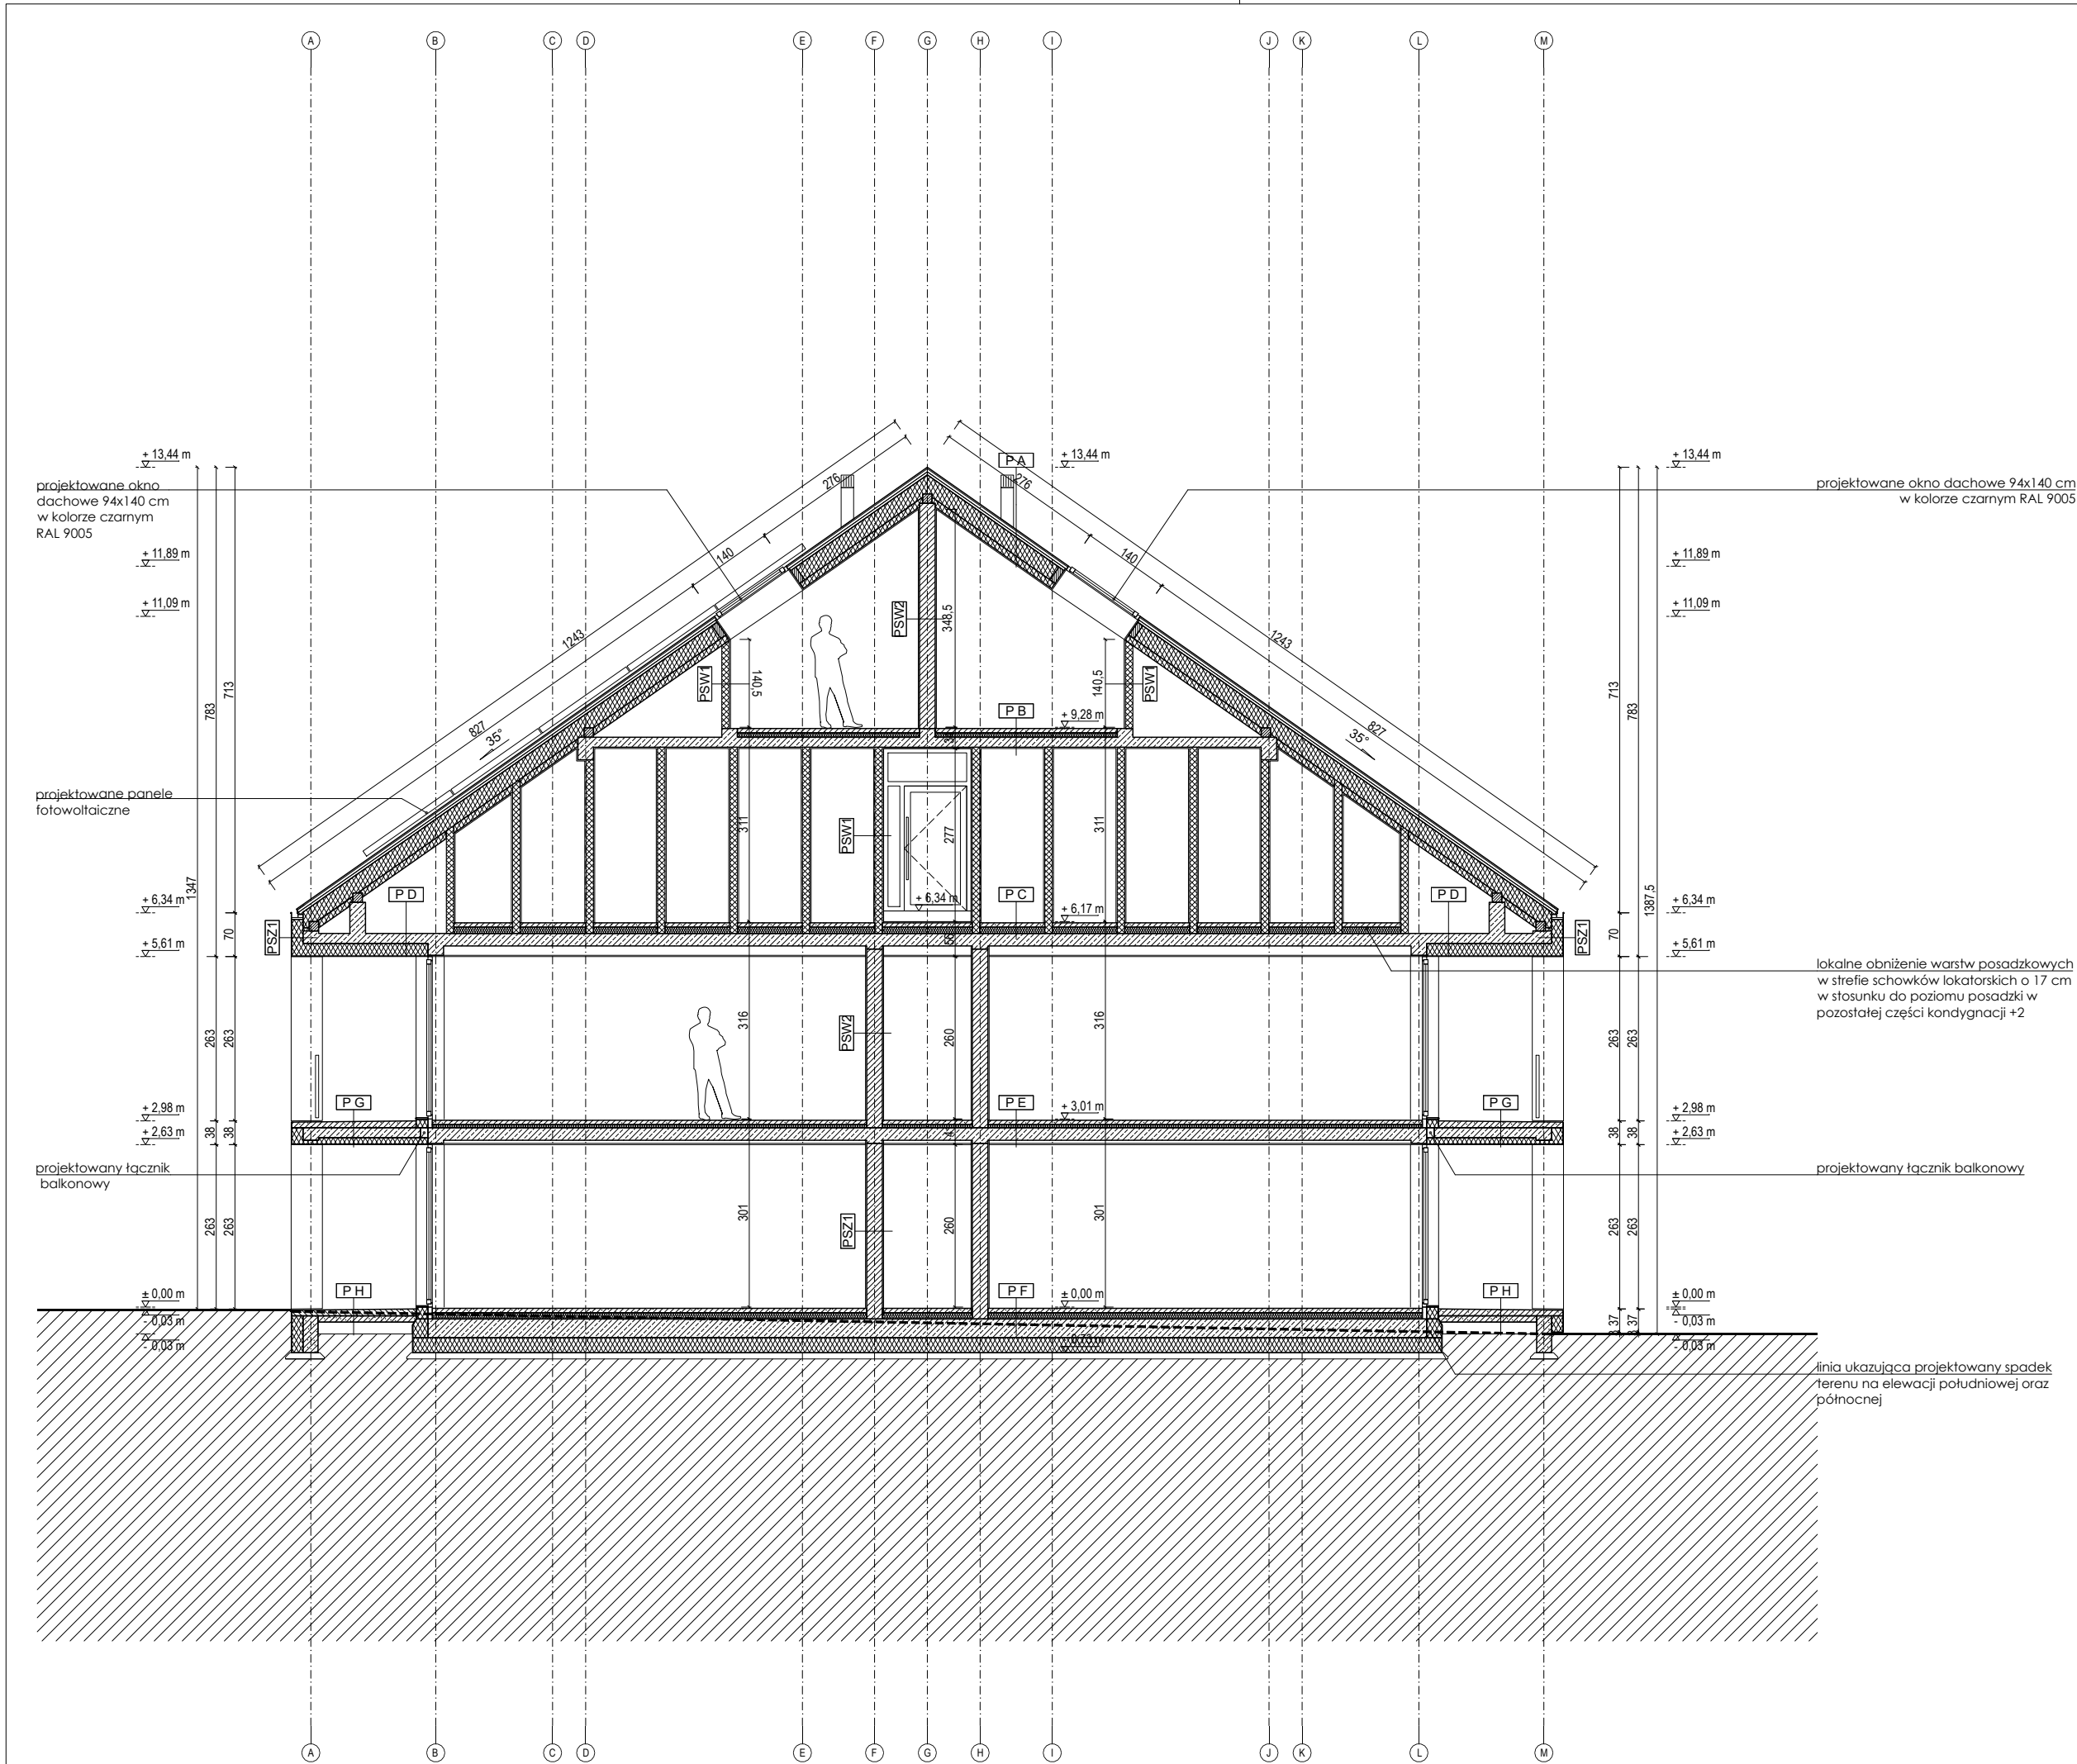 A B C D E F G H I J K L M
+ 13,44 m
+ 13,44 m
+ 13,44 m
PA
276
276
projektowane okno
dachowe 94x140 cm
w kolorze czarnym
RAL 9005
projektowane okno dachowe 94x140 cm
w kolorze czarnym RAL 9005
+ 11,89 m
140
140
+ 11,89 m
+ 11,09 m
+ 11,09 m
PSW2
348,5
1243
1243
PSW1
140,5
140,5
PSW1
713
783
713
783
PB
+ 9,28 m
827
35°
827
35°
projektowane panele
fotowoltaiczne
311
PSW1
277
311
1347
1387,5
PD
+ 6,34 m
PC
PD
+ 6,34 m
+ 6,34 m
+ 6,17 m
PSZ1
70
56
70
PSZ1
+ 5,61 m
+ 5,61 m
lokalne obniżenie warstw posadzkowych
w strefie schowków lokatorskich o 17 cm
w stosunku do poziomu posadzki w
pozostałej części kondygnacji +2
263
263
316
PSW2
260
316
263
263
PG
PE
PG
+ 2,98 m
+ 3,01 m
+ 2,98 m
38
38
38
38
+ 2,63 m
+ 2,63 m
projektowany łącznik
balkonowy
projektowany łącznik balkonowy
263
263
301
PSZ1
260
301
263
263
PH
PF
PH
± 0,00 m
± 0,00 m
± 0,00 m
- 0,03 m
- 0,03 m
37
37
- 0,03 m
- 0,03 m
linia ukazująca projektowany spadek
terenu na elewacji południowej oraz
północnej
A B C D E F G H I J K L M